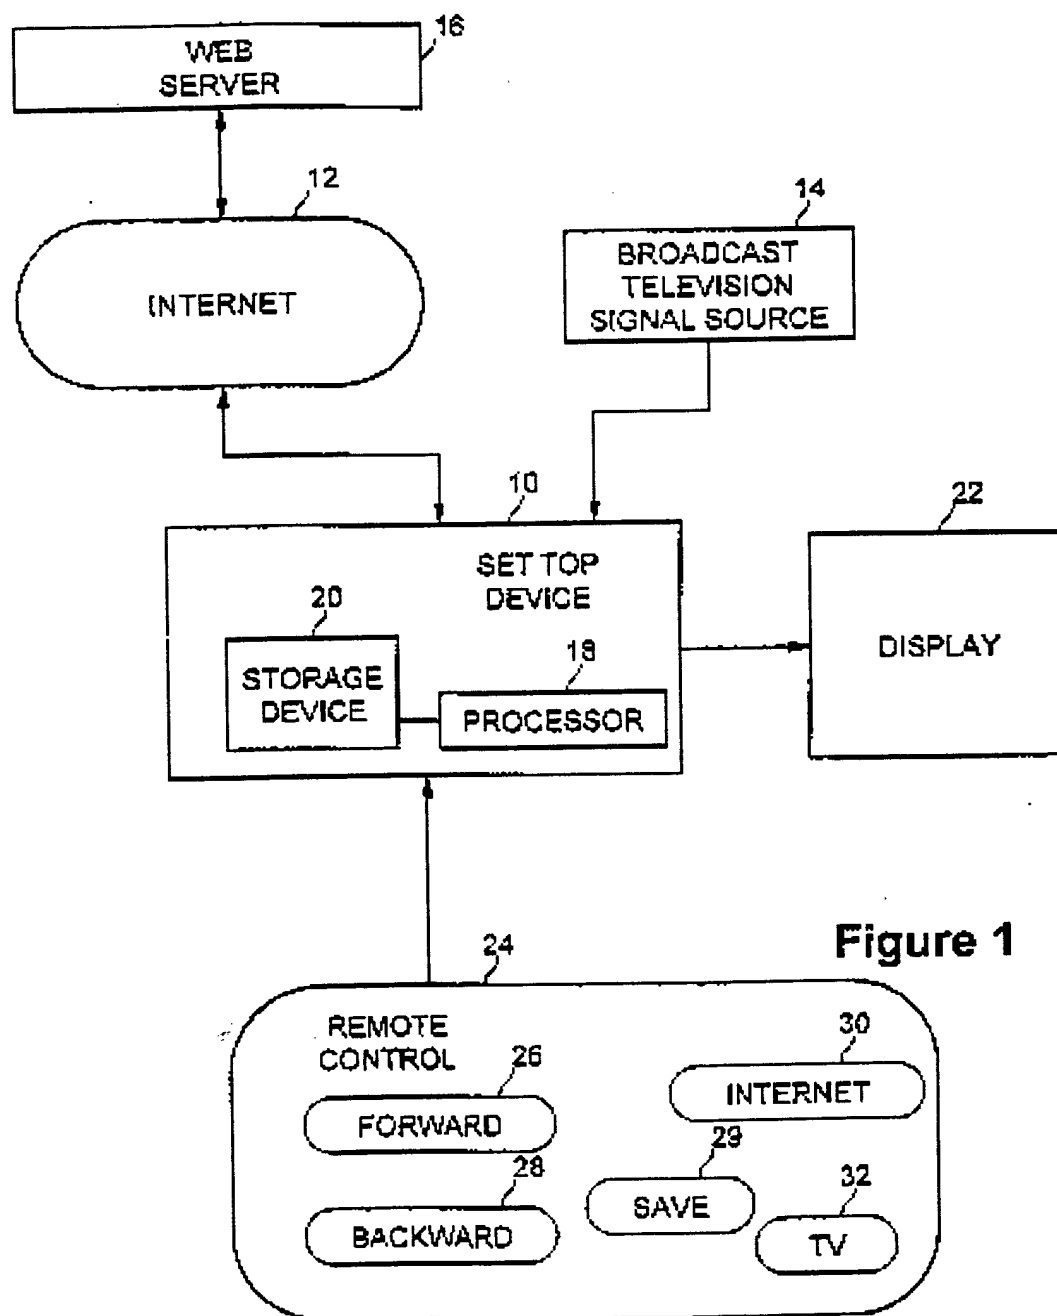 16
WEB
SERVER
12
INTERNET
14
BROADCAST
TELEVISION
SIGNAL SOURCE
10
SET TOP
DEVICE
20
STORAGE
DEVICE
18
PROCESSOR
22
DISPLAY
Figure 1
24
REMOTE
CONTROL
26
FORWARD
30
INTERNET
29
SAVE
28
BACKWARD
32
TV